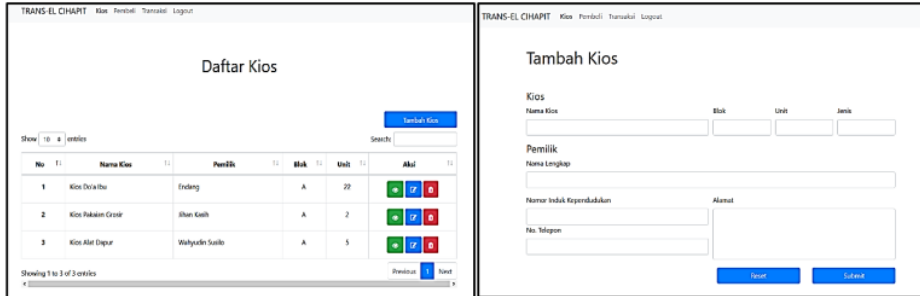 TRANS-EL CIHAPIT Kios Pembeli Transaksi Logout
Daftar Kios
Tambah Kios
Show 10 entries Search:
No Nama Kios Pemilik Blok Unit Aksi
1 Kios Do'a Ibu Endang A 22
2 Kios Pakaian Grosir Jihan Kasih A 2
3 Kios Alat Dapur Wahyudin Susilo A 5
Showing 1 to 3 of 3 entries Previous 1 Next
TRANS-EL CIHAPIT Kios Pembeli Transaksi Logout
Tambah Kios
Kios
Nama Kios Blok Unit Jenis
Pemilik
Nama Lengkap
Nomor Induk Kependudukan Alamat
No. Telepon
Reset Submit